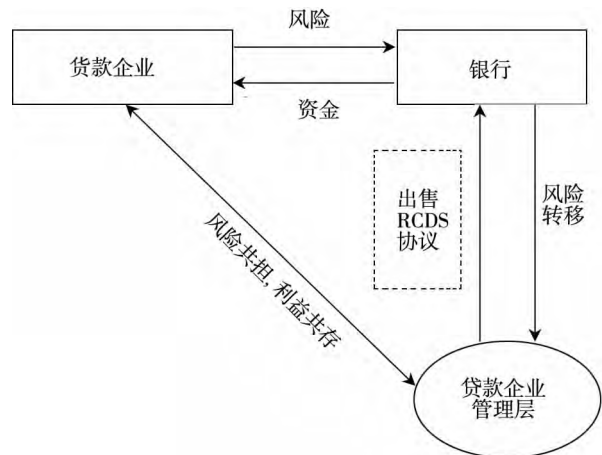 风险
货款企业
银行
资金
出售
RCDS
协议
风险
转移
风险共担, 利益共存
贷款企业
管理层